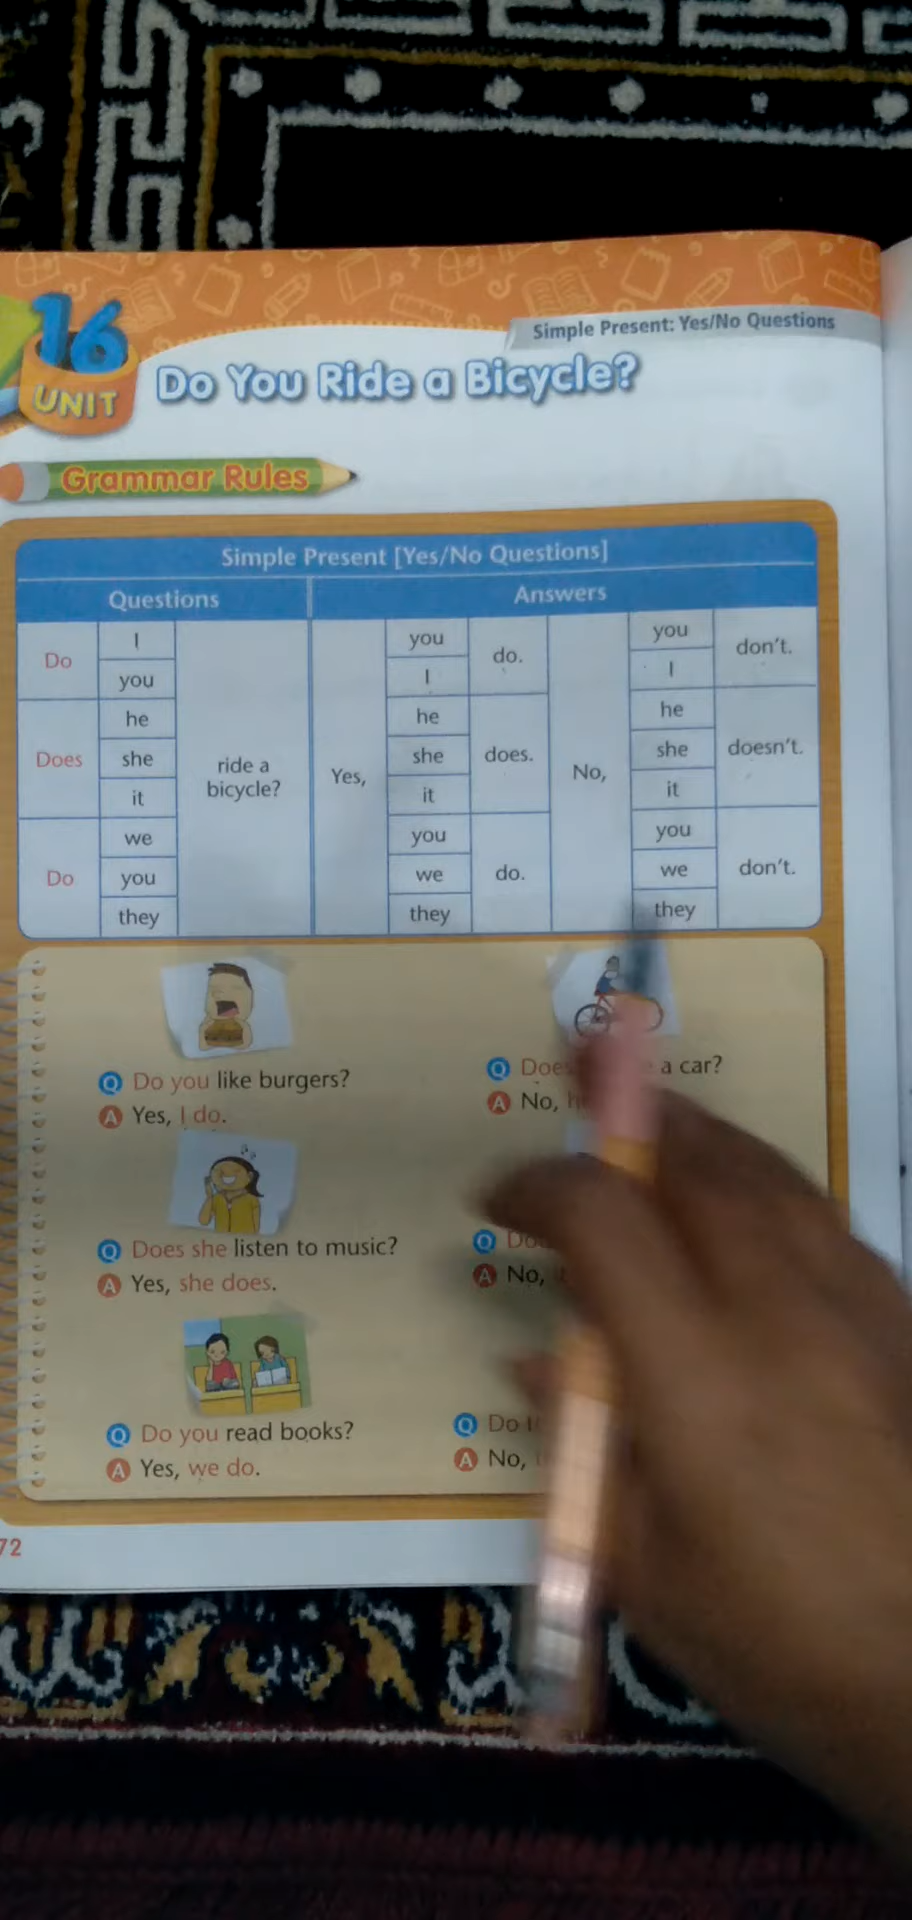 16
UNIT
Simple Present: Yes/No Questions
Do You Ride a Bicycle?
Grammar Rules
Simple Present [Yes/No Questions]
Questions
Answers
Do
I
you
Does
he
she
it
Do
we
you
they
ride a
bicycle?
Yes,
you
I
do.
he
she
it
does.
you
we
they
do.
No,
you
I
don't.
he
she
it
doesn't.
you
we
they
don't.
Q Do you like burgers?
A Yes, I do.
Q a car?
A No,
Q Does she listen to music?
A Yes, she does.
Q
A No,
Q Do you read books?
A Yes, we do.
Q Do
A No,
72